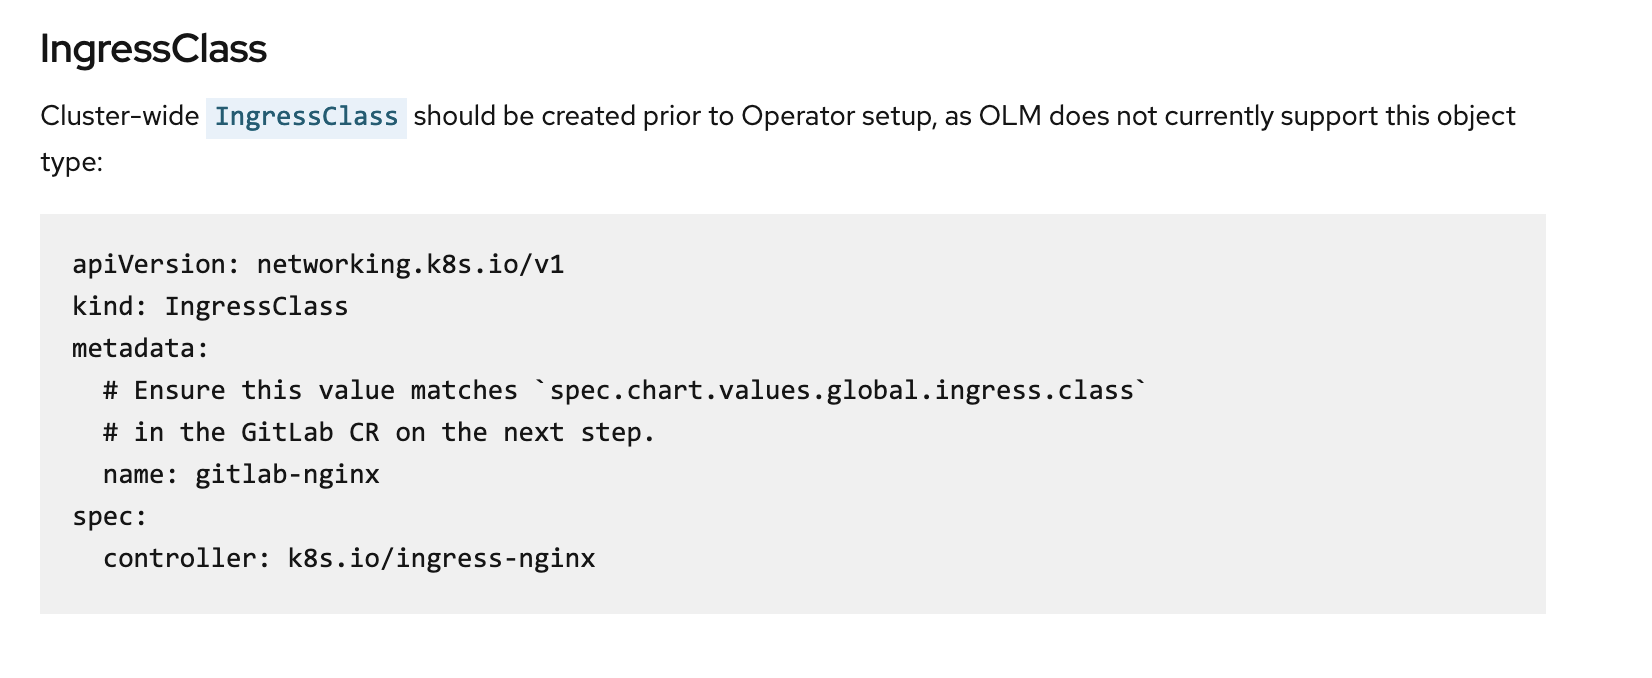 IngressClass
Cluster-wide IngressClass should be created prior to Operator setup, as OLM does not currently support this object
type:
apiVersion: networking.k8s.io/v1
kind: IngressClass
metadata:
  # Ensure this value matches `spec.chart.values.global.ingress.class`
  # in the GitLab CR on the next step.
  name: gitlab-nginx
spec:
  controller: k8s.io/ingress-nginx